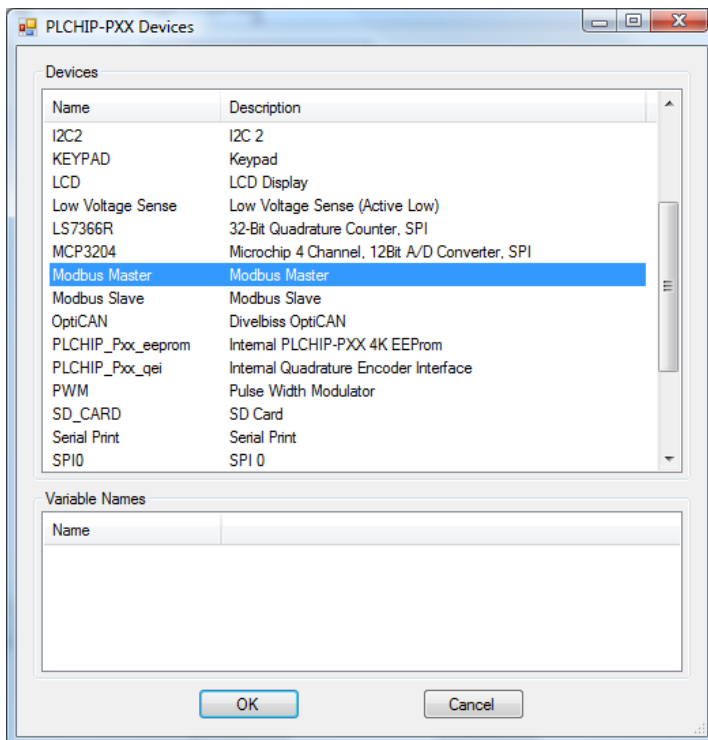 PLCHIP-PXX Devices
Devices
Name Description
I2C2 I2C 2
KEYPAD Keypad
LCD LCD Display
Low Voltage Sense Low Voltage Sense (Active Low)
LS7366R 32-Bit Quadrature Counter, SPI
MCP3204 Microchip 4 Channel, 12Bit A/D Converter, SPI
Modbus Master Modbus Master
Modbus Slave Modbus Slave
OptiCAN Divelbiss OptiCAN
PLCHIP_Pxx_eeprom Internal PLCHIP-PXX 4K EEProm
PLCHIP_Pxx_qei Internal Quadrature Encoder Interface
PWM Pulse Width Modulator
SD_CARD SD Card
Serial Print Serial Print
SPI0 SPI 0
Variable Names
Name
OK Cancel